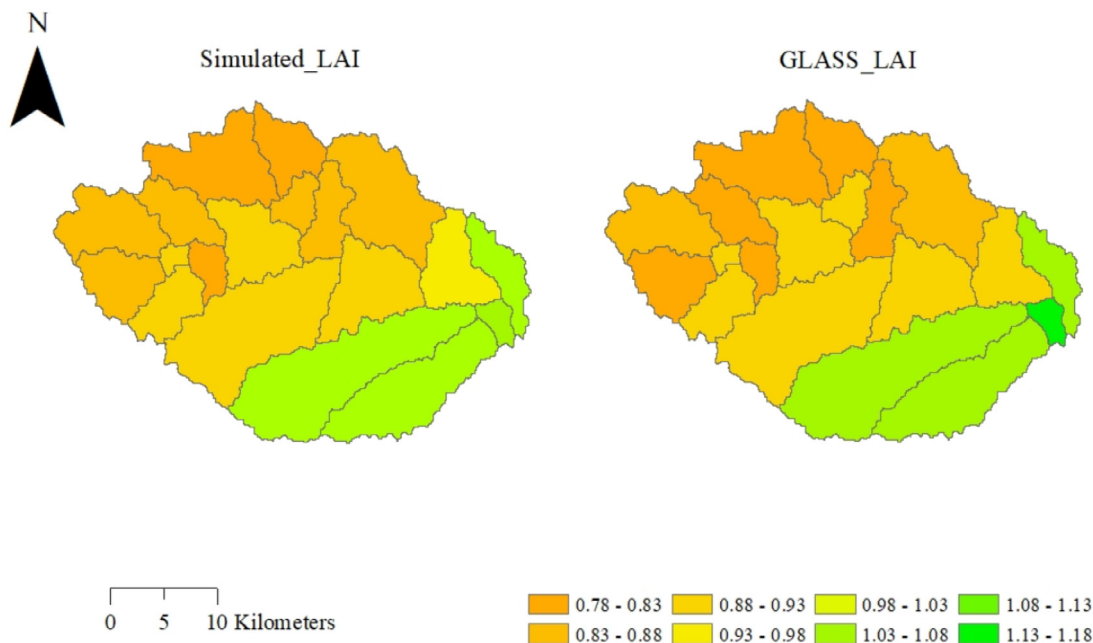 N
Simulated_LAI
GLASS_LAI
0 5 10 Kilometers
0.78 - 0.83 0.88 - 0.93 0.98 - 1.03 1.08 - 1.13
0.83 - 0.88 0.93 - 0.98 1.03 - 1.08 1.13 - 1.18